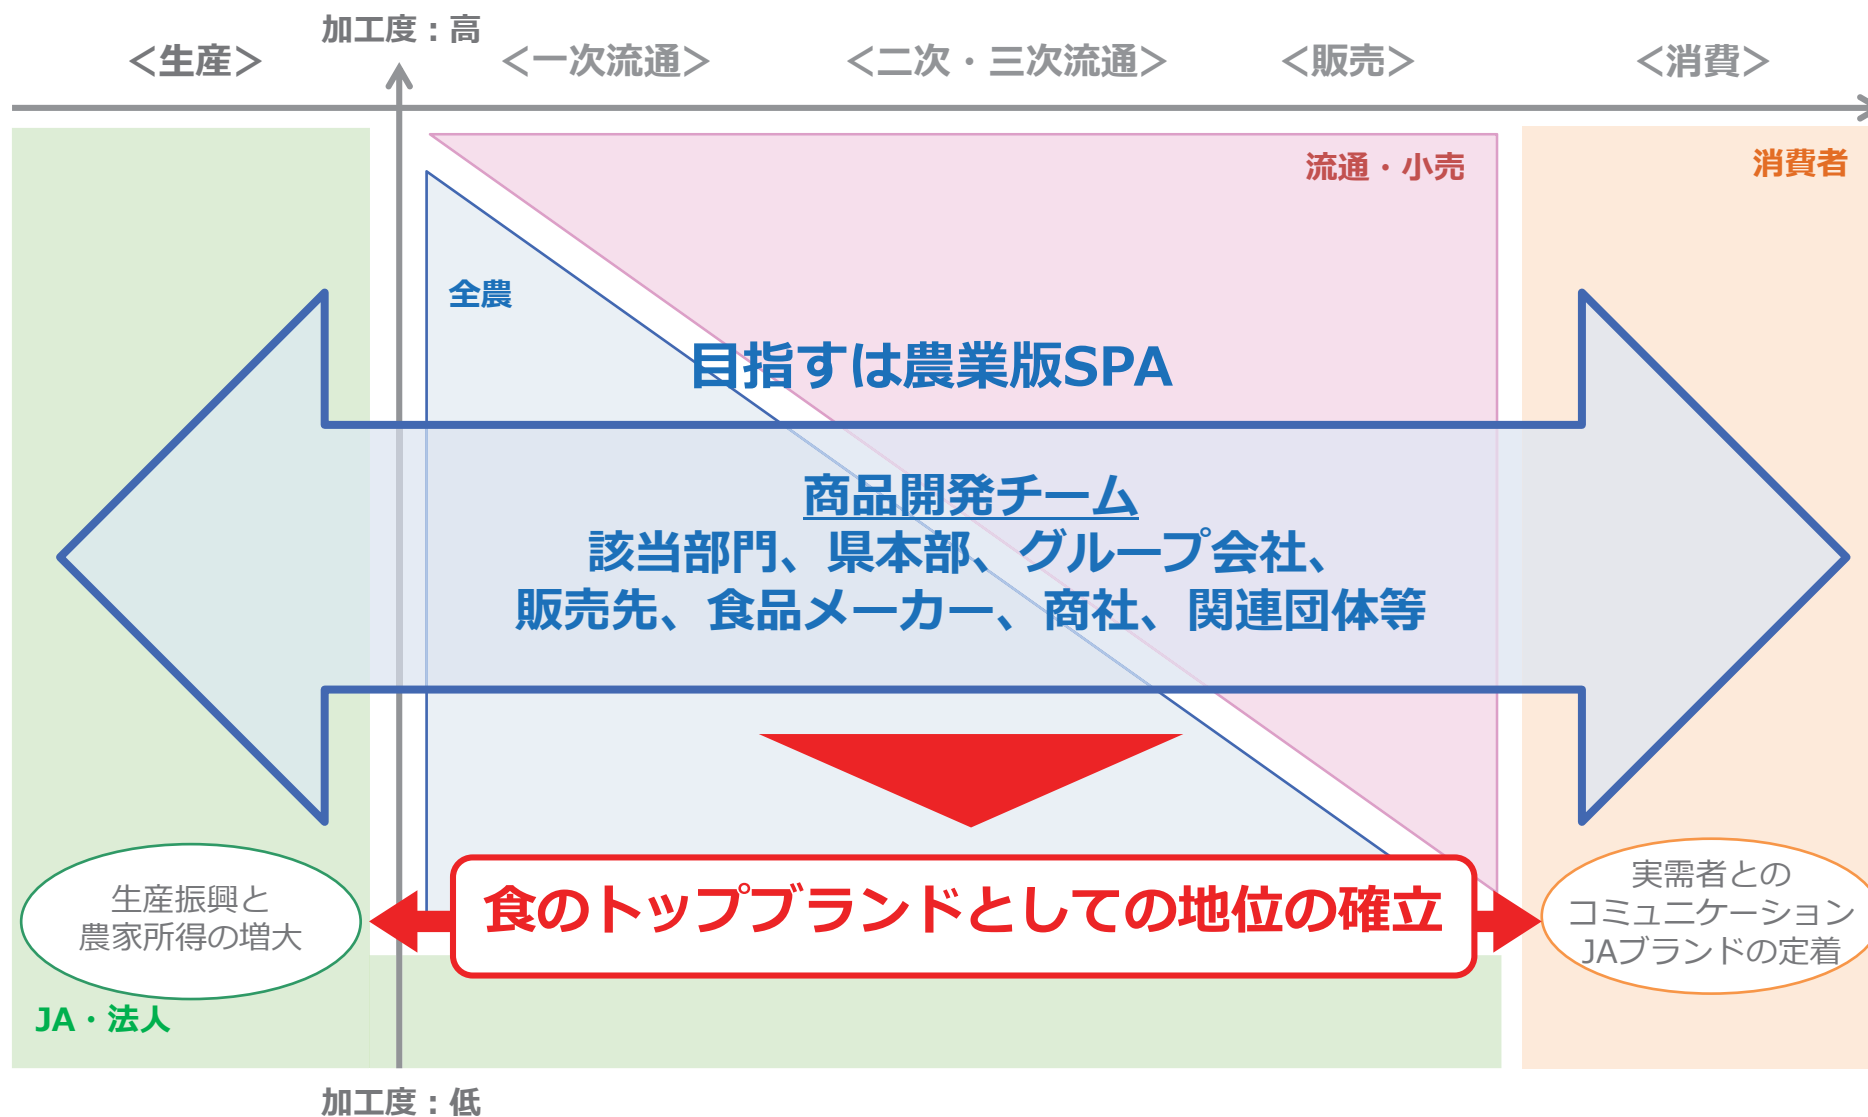 加工度：高
＜生産＞
＜一次流通＞
＜二次・三次流通＞
＜販売＞
＜消費＞
流通・小売
消費者
全農
目指すは農業版SPA
商品開発チーム
該当部門、県本部、グループ会社、
販売先、食品メーカー、商社、関連団体等
食のトップブランドとしての地位の確立
生産振興と
農家所得の増大
実需者との
コミュニケーション
JAブランドの定着
JA・法人
加工度：低